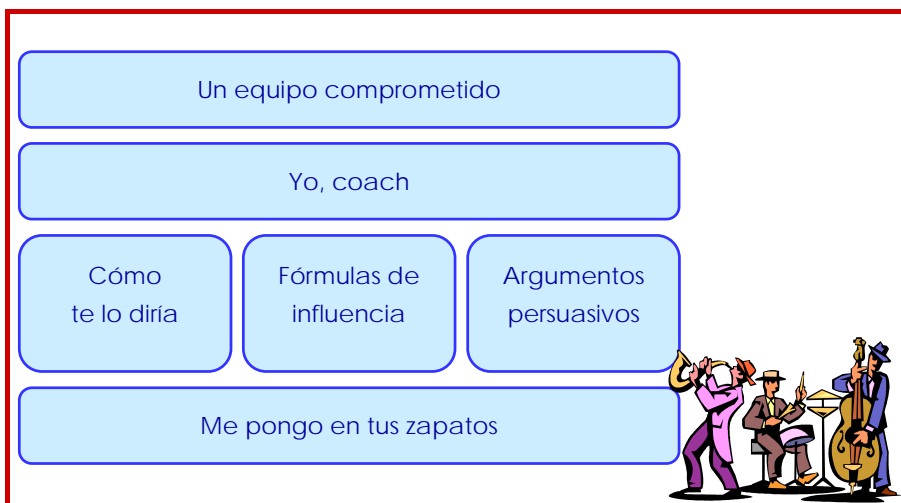 Un equipo comprometido
Yo, coach
Cómo
te lo diría
Fórmulas de
influencia
Argumentos
persuasivos
Me pongo en tus zapatos